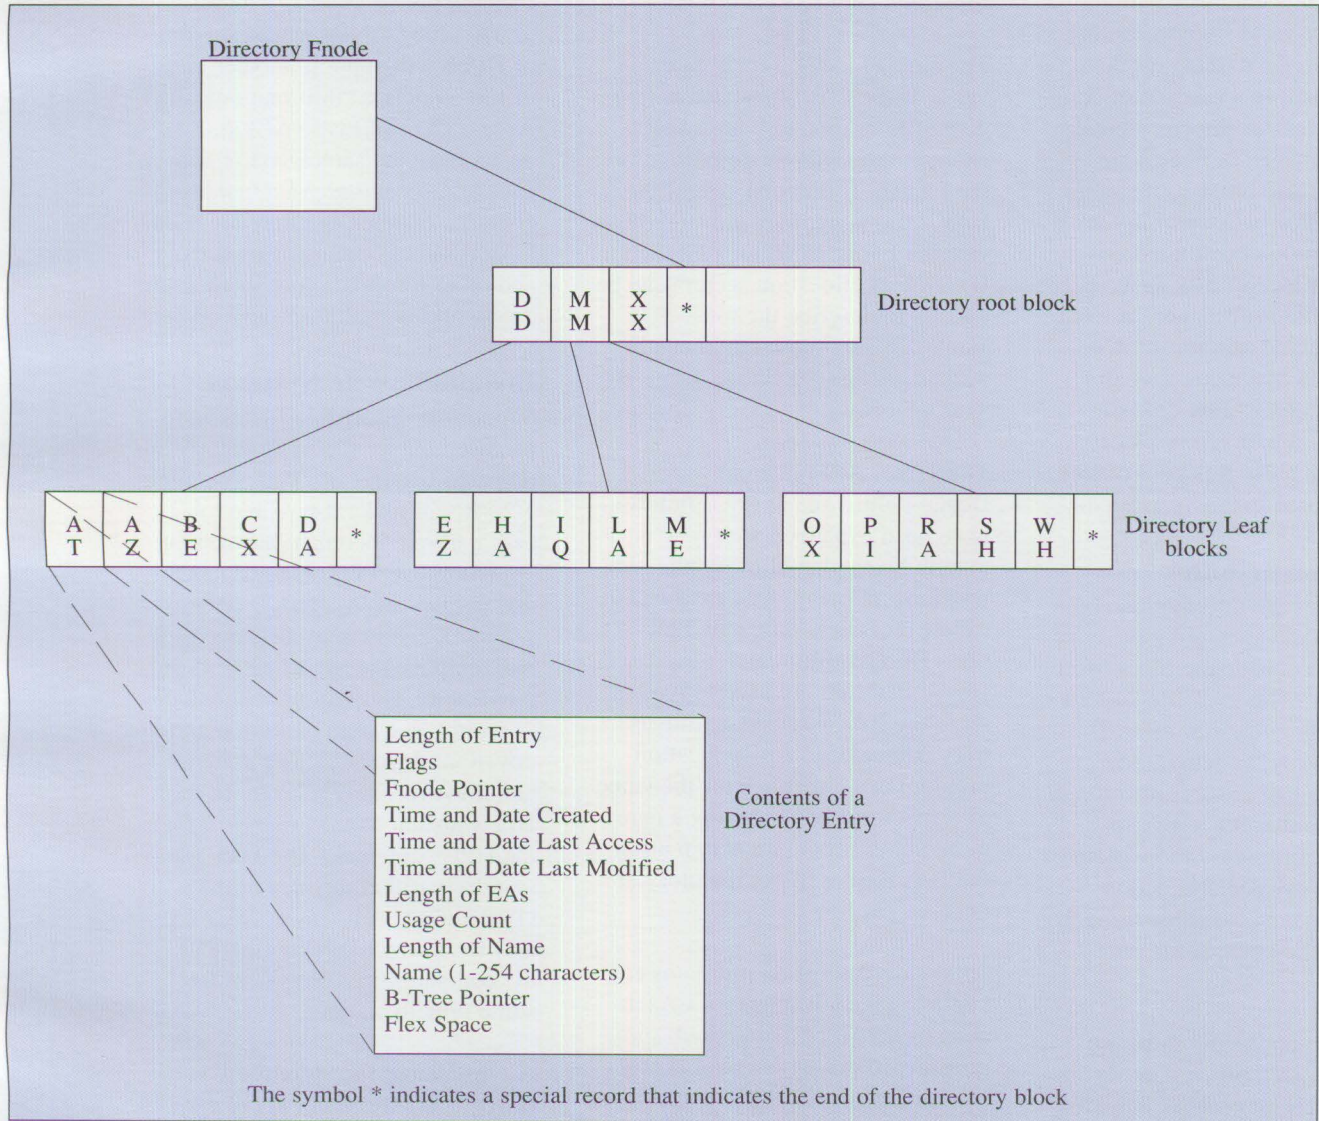 Directory Fnode
D M X *
D M X
Directory root block
A A B C D *
T Z E X A
E H I L M *
Z A Q A E
O P R S W *
X I A H H
Directory Leaf
blocks
Length of Entry
Flags
Fnode Pointer
Time and Date Created
Time and Date Last Access
Time and Date Last Modified
Length of EAs
Usage Count
Length of Name
Name (1-254 characters)
B-Tree Pointer
Flex Space
Contents of a
Directory Entry
The symbol * indicates a special record that indicates the end of the directory block